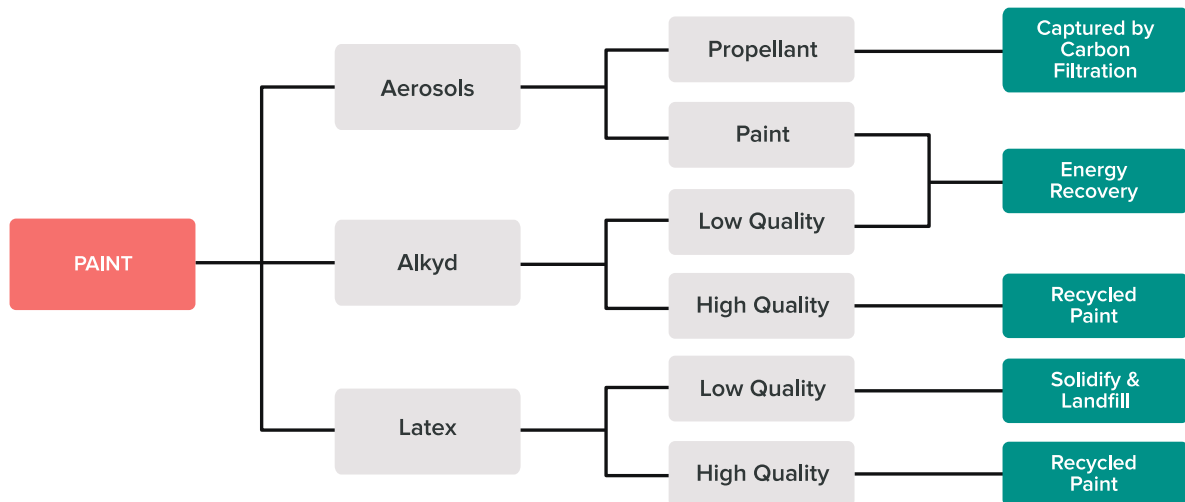 PAINT
Aerosols
Alkyd
Latex
Propellant
Paint
Low Quality
High Quality
Low Quality
High Quality
Captured by
Carbon
Filtration
Energy
Recovery
Recycled
Paint
Solidify &
Landfill
Recycled
Paint